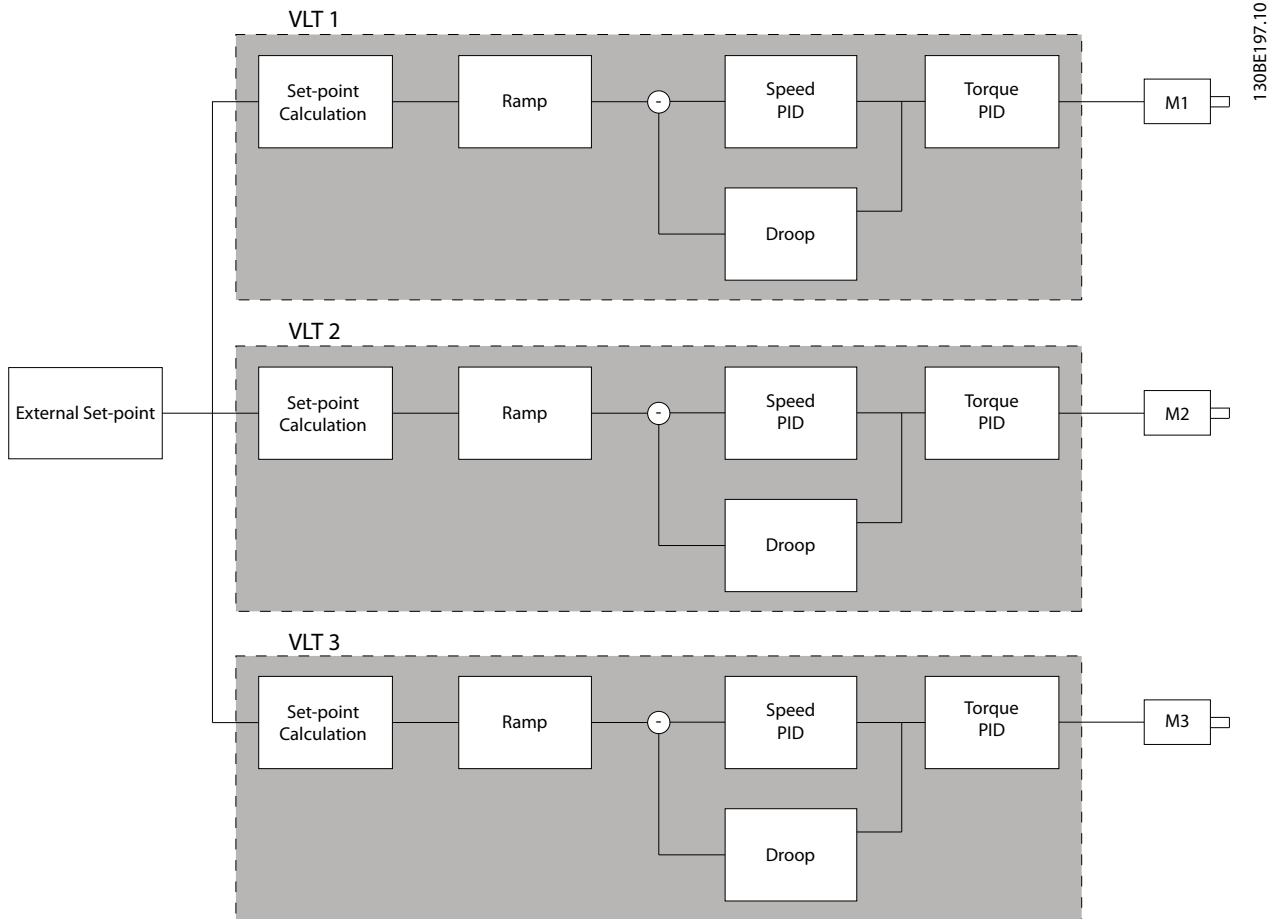 130BE197.10
VLT 1
Set-point
Calculation
Ramp
-
Speed
PID
Torque
PID
M1
Droop
VLT 2
External Set-point
Set-point
Calculation
Ramp
-
Speed
PID
Torque
PID
M2
Droop
VLT 3
Set-point
Calculation
Ramp
-
Speed
PID
Torque
PID
M3
Droop